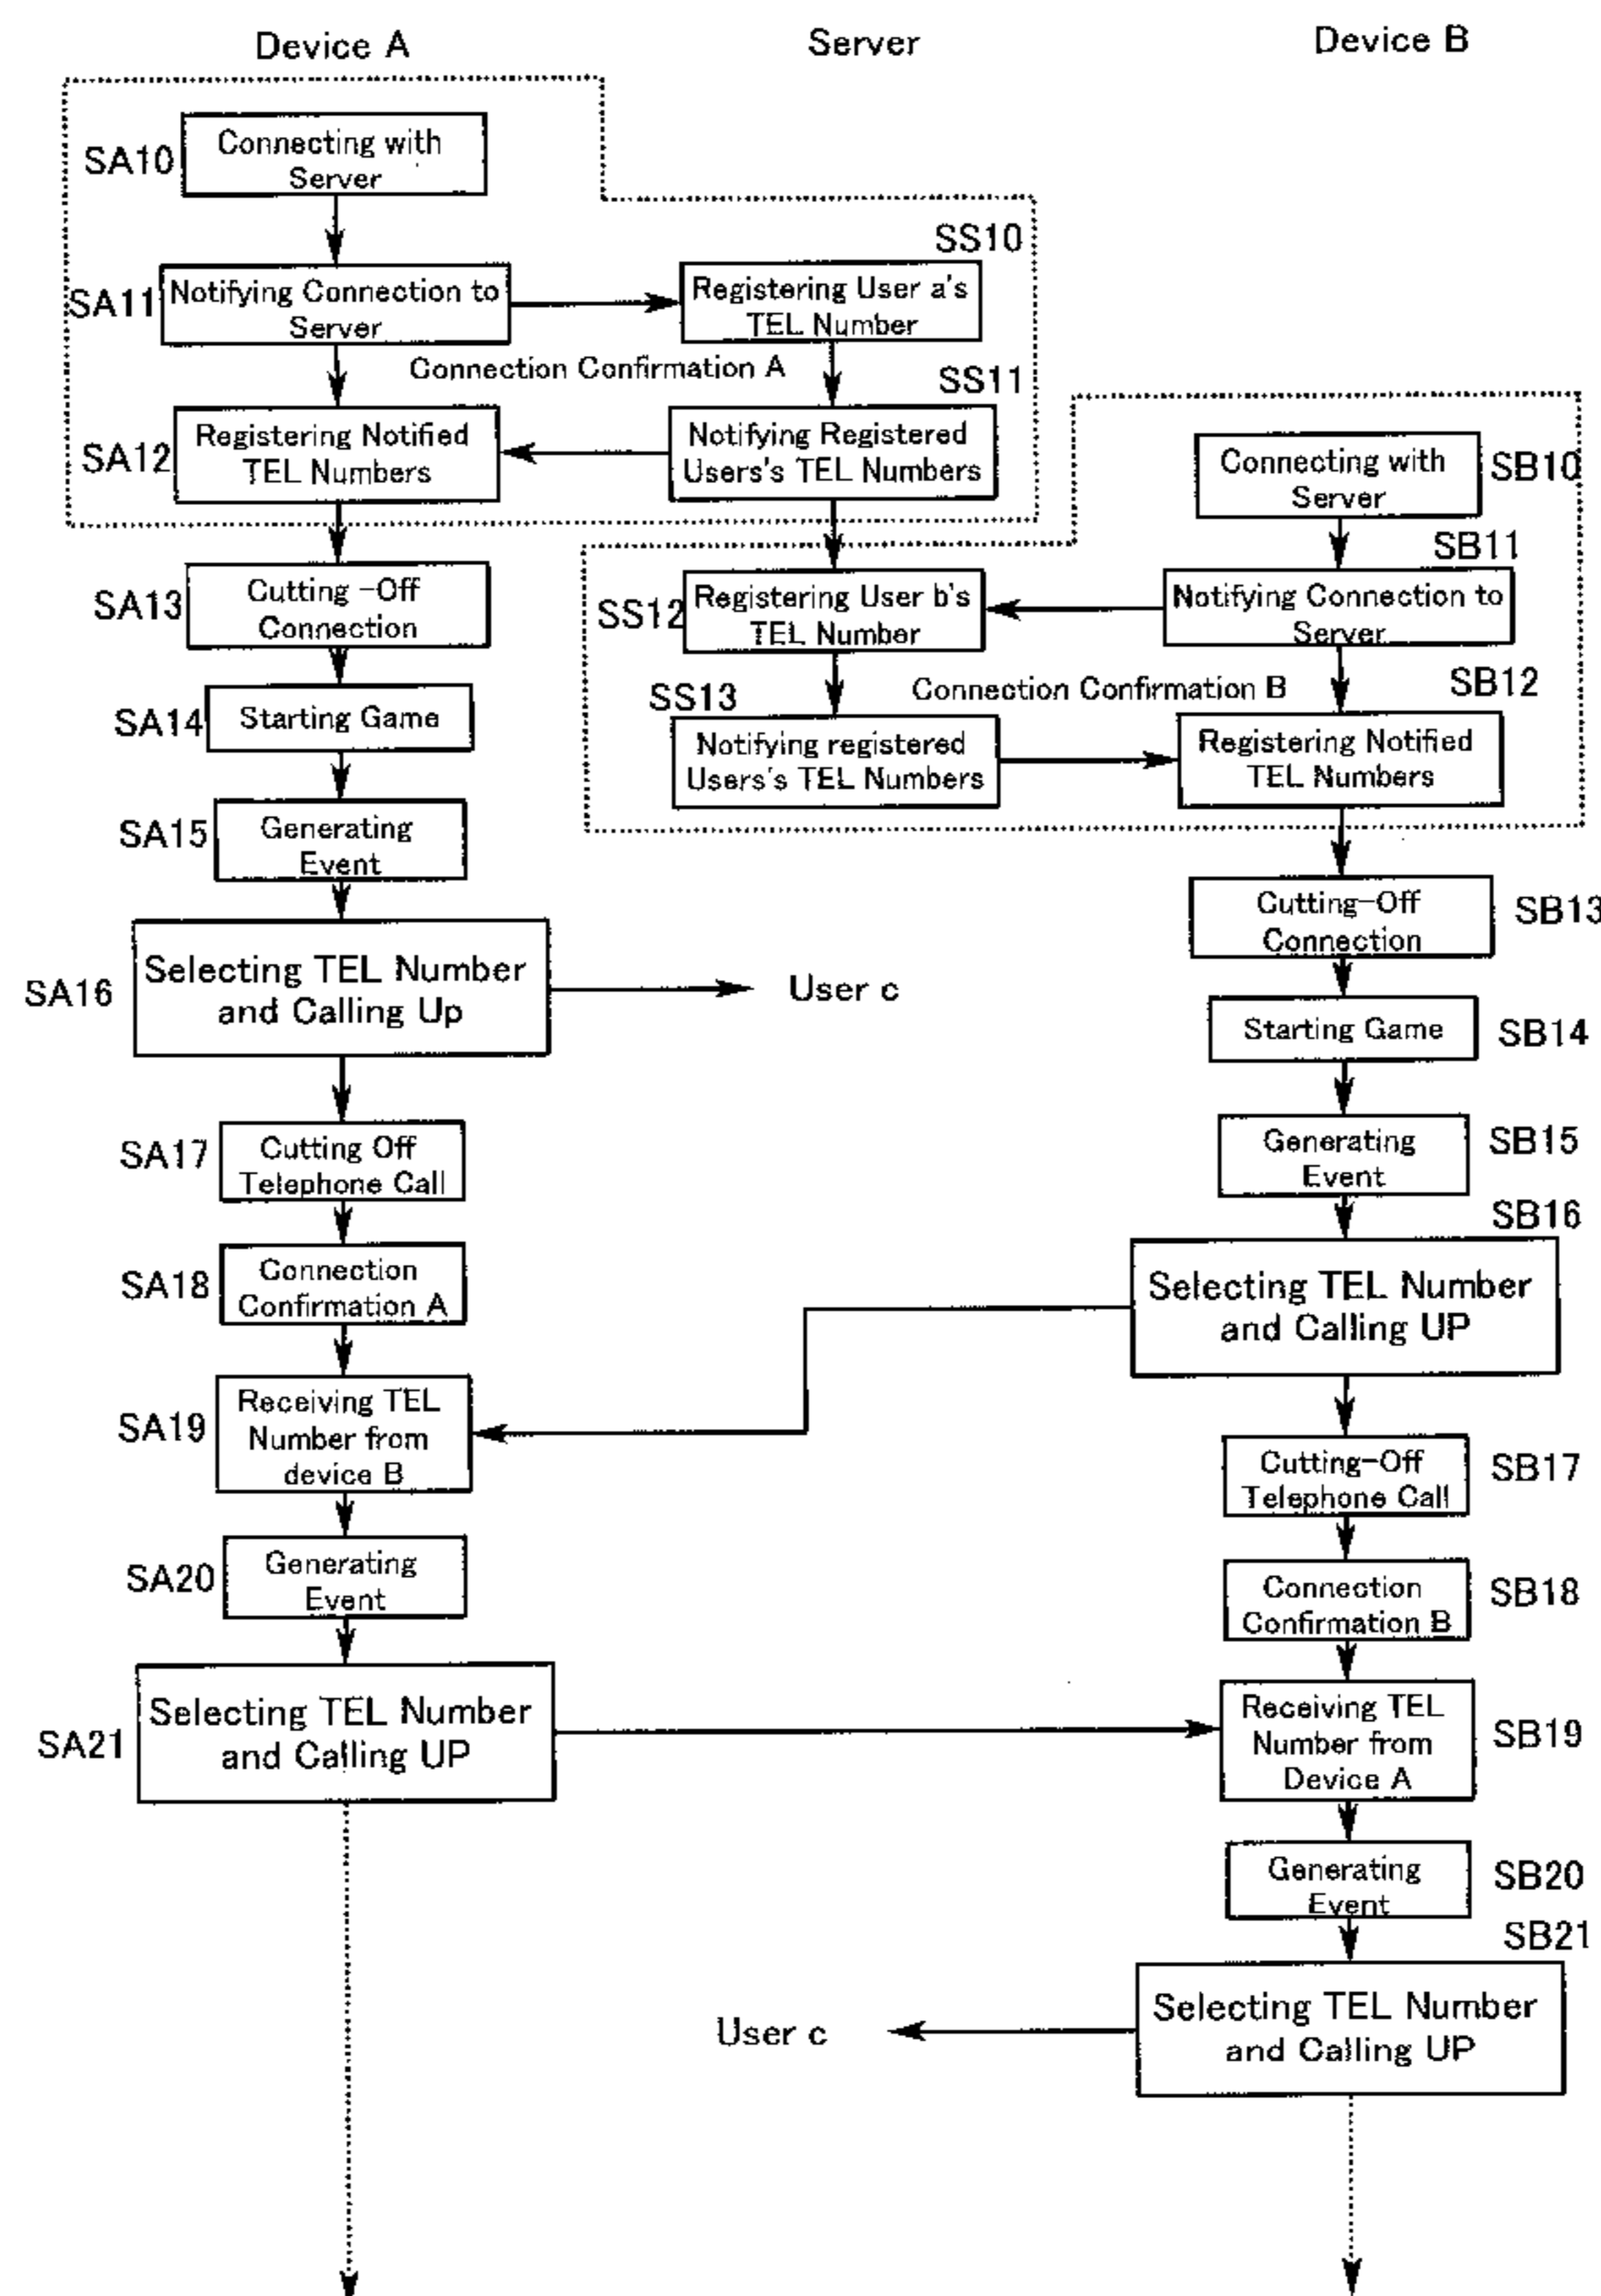 Device A
Server
Device B
SA10
Connecting with
Server
SS10
SA11
Notifying Connection to
Server
Registering User a's
TEL Number
Connection Confirmation A
SS11
SA12
Registering Notified
TEL Numbers
Notifying Registered
Users's TEL Numbers
Connecting with
Server
SB10
SB11
SA13
Cutting -Off
Connection
SS12
Registering User b's
TEL Number
Notifying Connection to
Server
SS13
Connection Confirmation B
SB12
SA14
Starting Game
Notifying registered
Users's TEL Numbers
Registering Notified
TEL Numbers
SA15
Generating
Event
Cutting-Off
Connection
SB13
SA16
Selecting TEL Number
and Calling Up
User c
Starting Game
SB14
SA17
Cutting Off
Telephone Call
Generating
Event
SB15
SB16
SA18
Connection
Confirmation A
Selecting TEL Number
and Calling UP
SA19
Receiving TEL
Number from
device B
Cutting-Off
Telephone Call
SB17
SA20
Generating
Event
Connection
Confirmation B
SB18
SA21
Selecting TEL Number
and Calling UP
Receiving TEL
Number from
Device A
SB19
Generating
Event
SB20
SB21
User c
Selecting TEL Number
and Calling UP